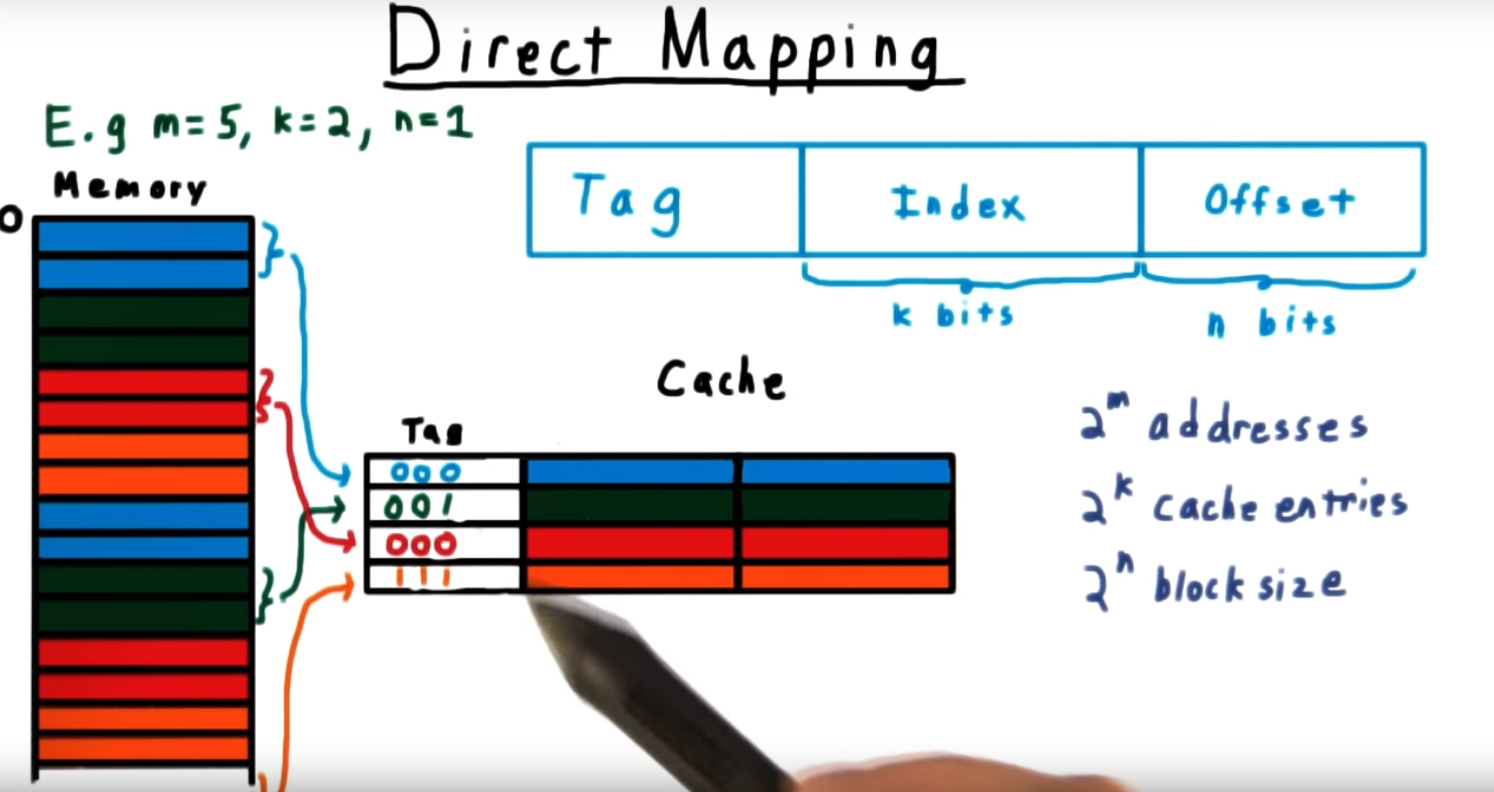 Direct Mapping
E.g m=5, k=2, n=1
Memory
0
Tag Index Offset
k bits n bits
Cache
Tag
000
001
000
111
2^m addresses
2^k cache entries
2^n block size